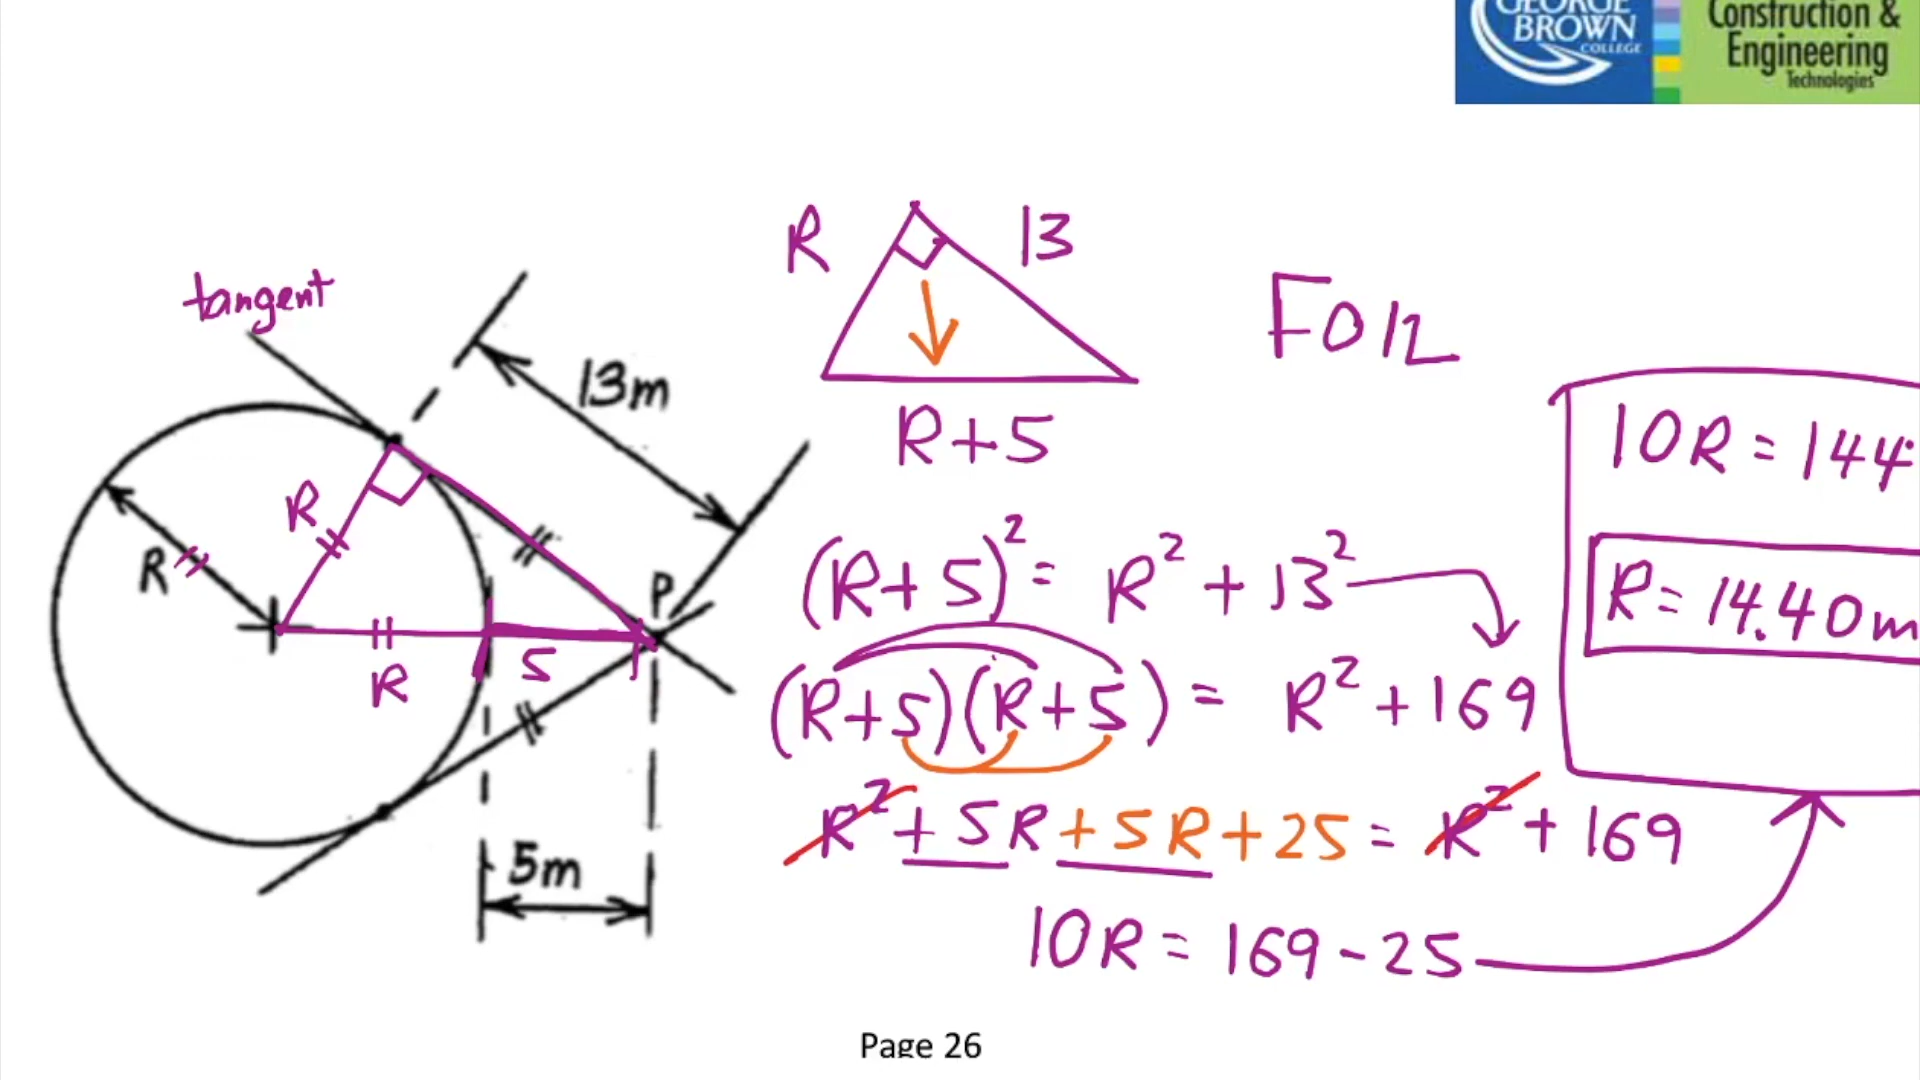 GEORGE
BROWN
COLLEGE
Construction &
Engineering
Technologies
tangent
13m
R
R
P
R
5
5m
R
13
R+5
FOIL
(R+5)² = R² + 13²
(R+5)(R+5) = R² + 169
R² + 5R + 5R + 25 = R² + 169
10R = 169 - 25
10R = 144
R = 14.40m
Page 26